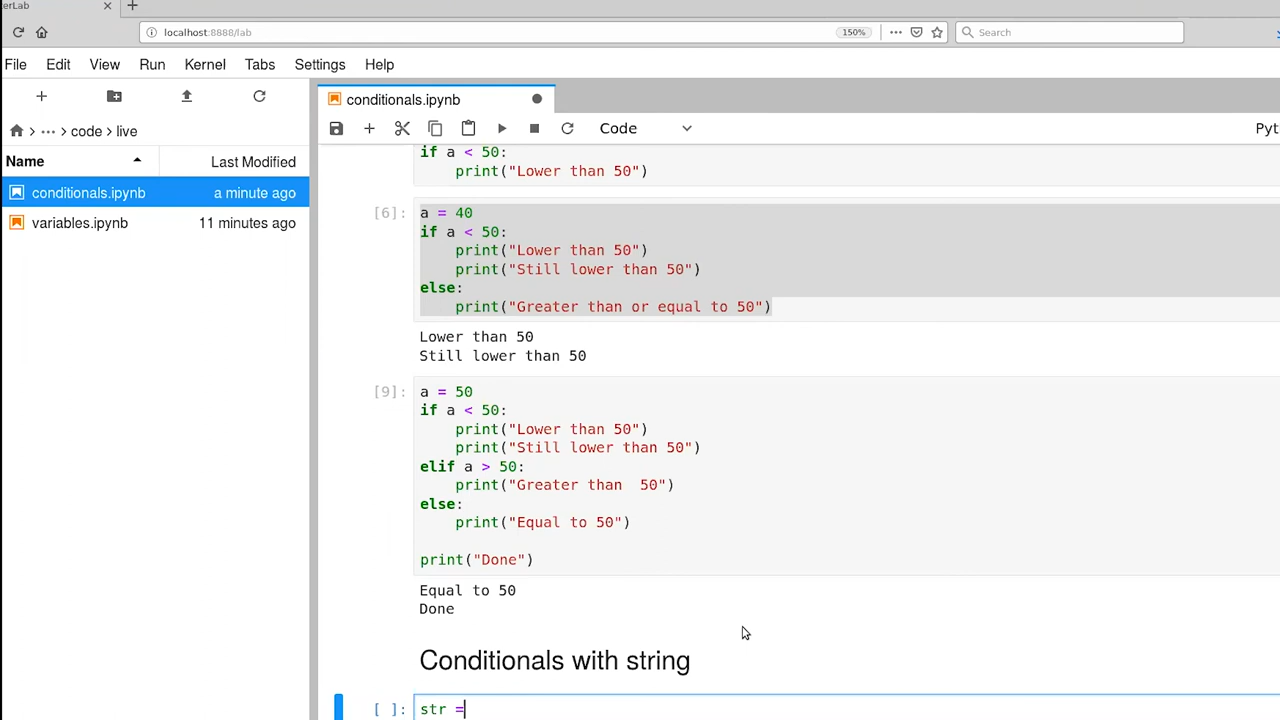 erLab
localhost:8888/lab
150%
Search
File Edit View Run Kernel Tabs Settings Help
conditionals.ipynb
code live
Code
Pyt
Name Last Modified
conditionals.ipynb a minute ago
variables.ipynb 11 minutes ago
if a < 50:
    print("Lower than 50")
[6]: a = 40
if a < 50:
    print("Lower than 50")
    print("Still lower than 50")
else:
    print("Greater than or equal to 50")
Lower than 50
Still lower than 50
[9]: a = 50
if a < 50:
    print("Lower than 50")
    print("Still lower than 50")
elif a > 50:
    print("Greater than  50")
else:
    print("Equal to 50")
print("Done")
Equal to 50
Done
Conditionals with string
[ ]: str =